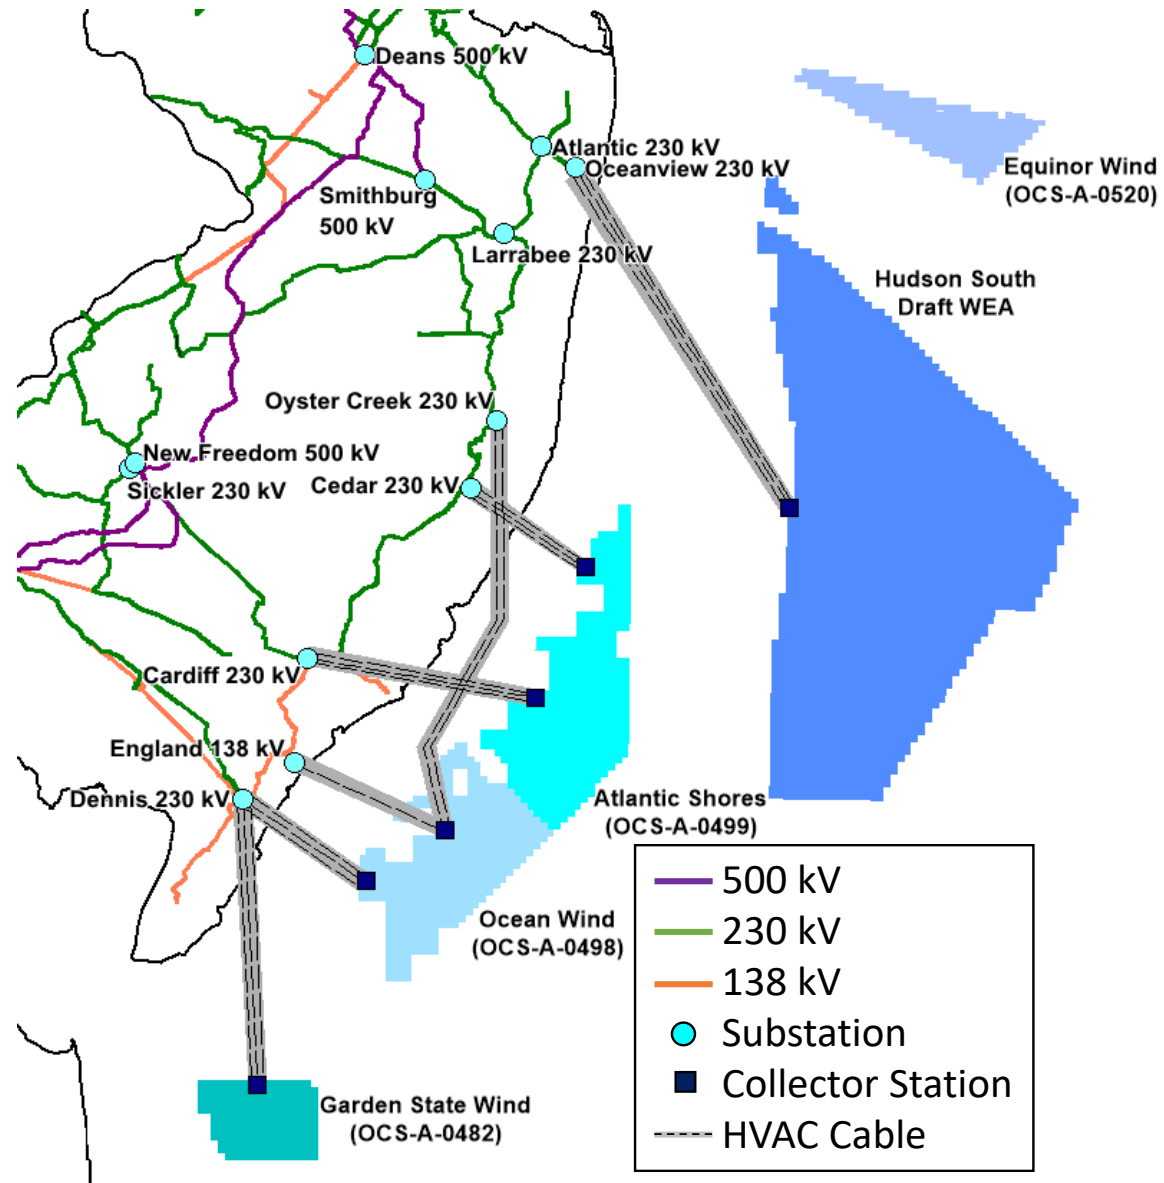 Deans 500 kV
Atlantic 230 kV
Oceanview 230 kV
Equinor Wind
(OCS-A-0520)
Smithburg
500 kV
Larrabee 230 kV
Hudson South
Draft WEA
Oyster Creek 230 kV
New Freedom 500 kV
Sickler 230 kV
Cedar 230 kV
Cardiff 230 kV
England 138 kV
Dennis 230 kV
Atlantic Shores
(OCS-A-0499)
Ocean Wind
(OCS-A-0498)
Garden State Wind
(OCS-A-0482)
500 kV
230 kV
138 kV
Substation
Collector Station
HVAC Cable